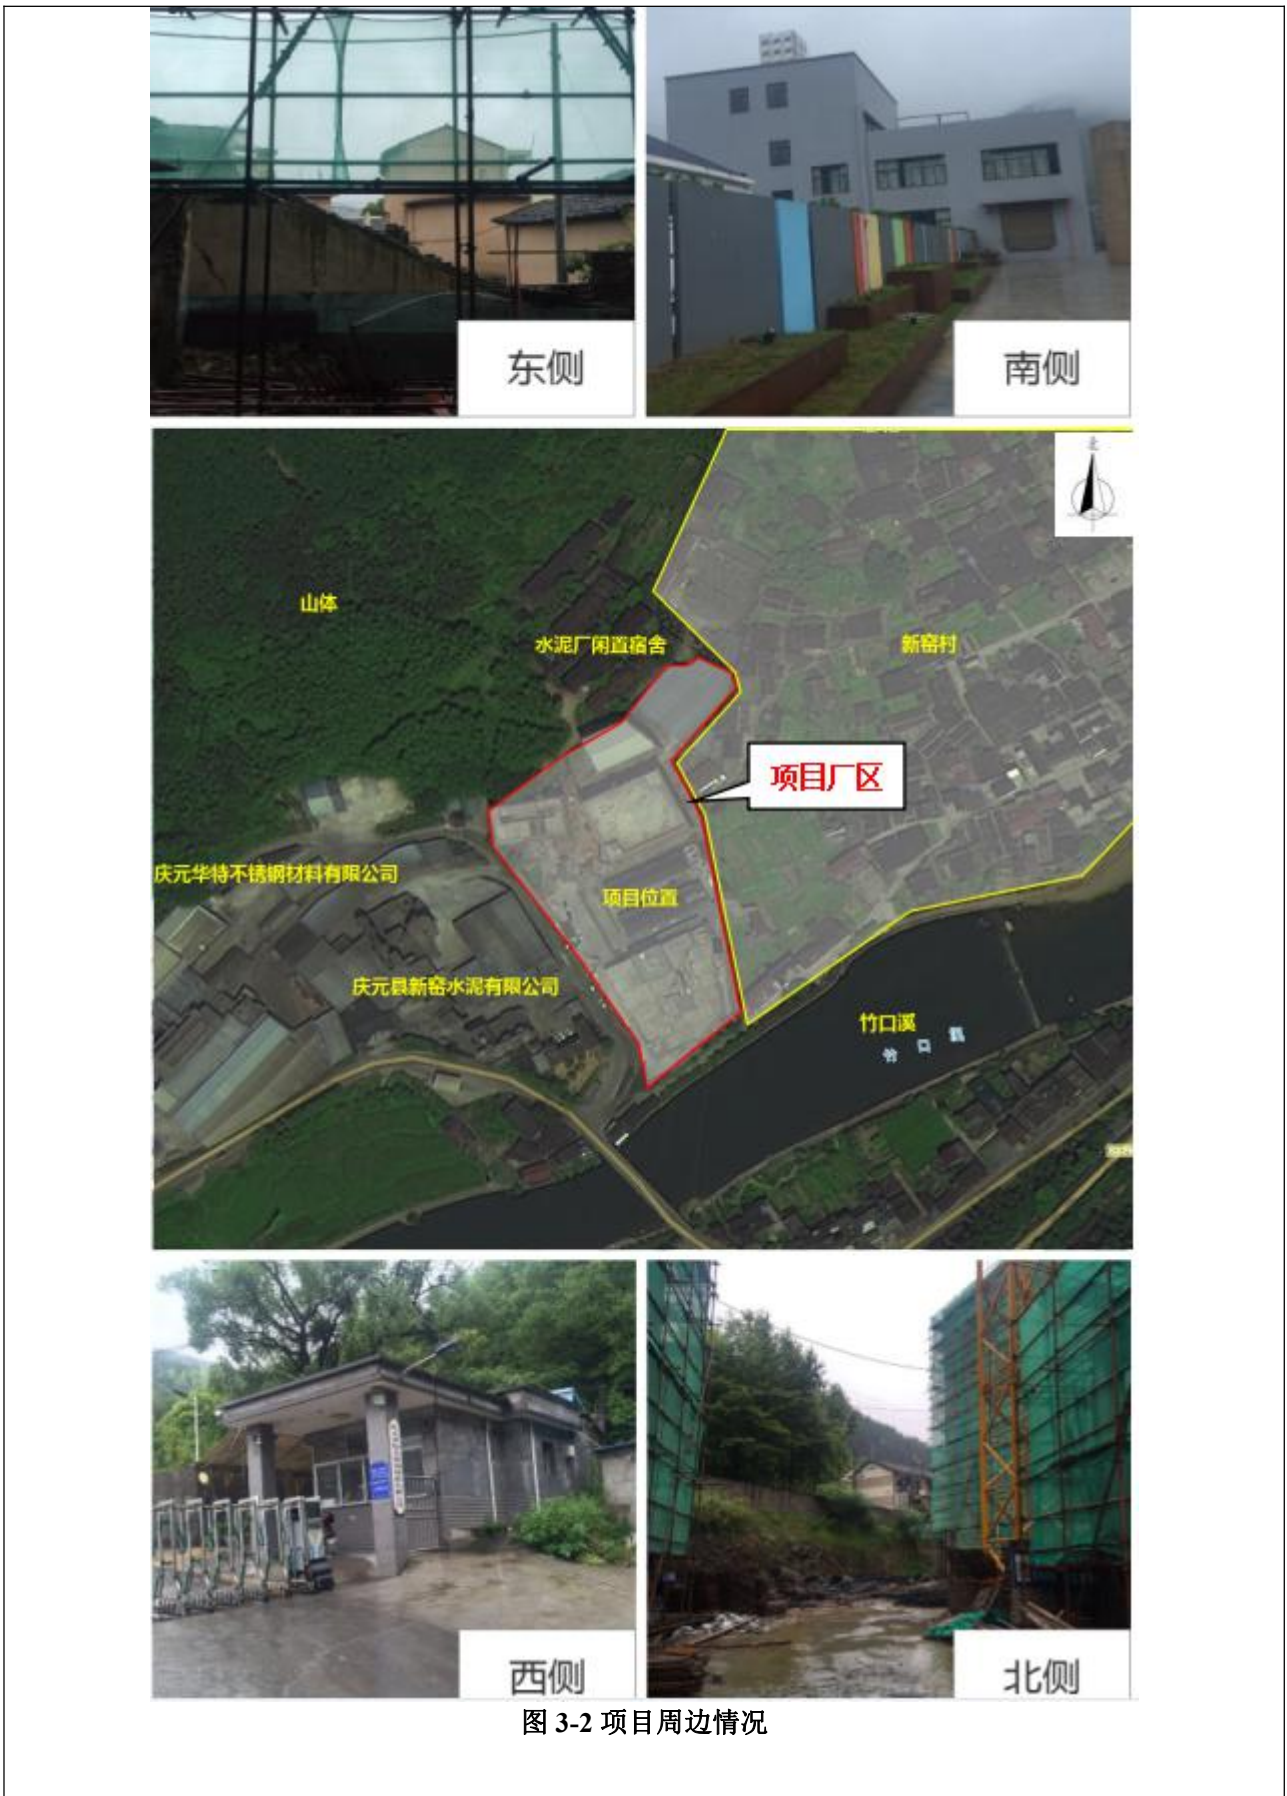 东侧
南侧
北
山体
水泥厂闲置宿舍
新窑村
项目厂区
庆元华特不锈钢材料有限公司
项目位置
庆元县新窑水泥有限公司
竹口溪
竹 口 溪
西侧
北侧
图 3-2 项目周边情况